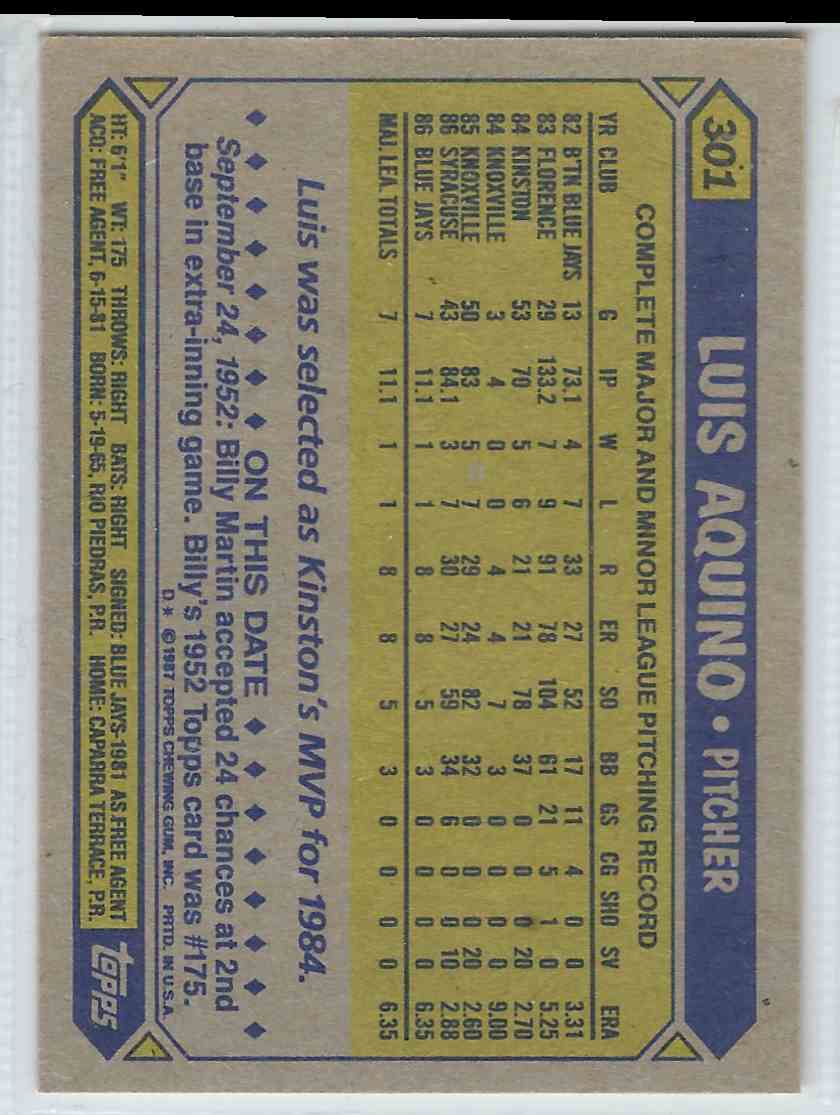 301 LUIS AQUINO • PITCHER
COMPLETE MAJOR AND MINOR LEAGUE PITCHING RECORD
YR CLUB G IP W L R ER SO BB GS CG SHO SV ERA
82 B'TN BLUE JAYS 13 73.1 4 7 33 27 52 17 11 4 0 0 3.31
83 FLORENCE 29 133.2 7 9 91 78 104 61 21 5 1 0 5.25
84 KINSTON 53 70 5 6 21 21 78 37 0 0 0 20 2.70
84 KNOXVILLE 3 4 0 0 4 4 7 3 0 0 0 0 9.00
85 KNOXVILLE 50 83 5 7 29 24 82 32 0 0 0 20 2.60
86 SYRACUSE 43 84.1 3 7 30 27 59 34 6 0 0 10 2.88
86 BLUE JAYS 7 11.1 1 1 8 8 5 3 0 0 0 0 6.35
MAJ. LEA. TOTALS 7 11.1 1 1 8 8 5 3 0 0 0 0 6.35
Luis was selected as Kinston's MVP for 1984.
◆ ◆ ◆ ◆ ◆ ◆ ◆ ◆ ON THIS DATE ◆ ◆ ◆ ◆ ◆ ◆ ◆ ◆
September 24, 1952: Billy Martin accepted 24 chances at 2nd
base in extra-inning game. Billy's 1952 Topps card was #175.
D* © 1987 TOPPS CHEWING GUM, INC. PRTD. IN U.S.A.
HT: 6'1" WT: 175 THROWS: RIGHT BATS: RIGHT SIGNED: BLUE JAYS-1981 AS FREE AGENT
ACQ: FREE AGENT, 6-15-81 BORN: 5-19-65, RIO PIEDRAS, P.R. HOME: CAPARRA TERRACE, P.R.
topps